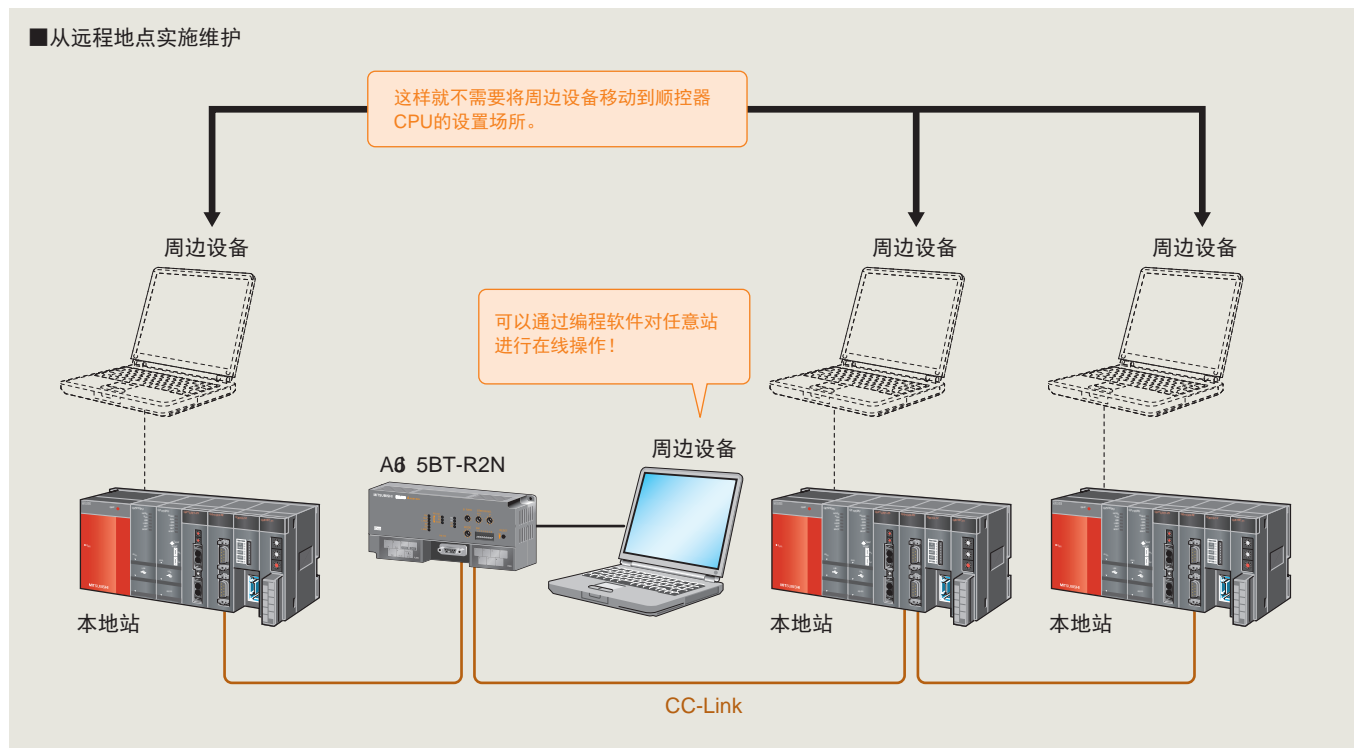 ■从远程地点实施维护
这样就不需要将周边设备移动到顺控器
CPU的设置场所。
周边设备
周边设备
周边设备
可以通过编程软件对任意站
进行在线操作！
周边设备
本地站
本地站
本地站
CC-Link